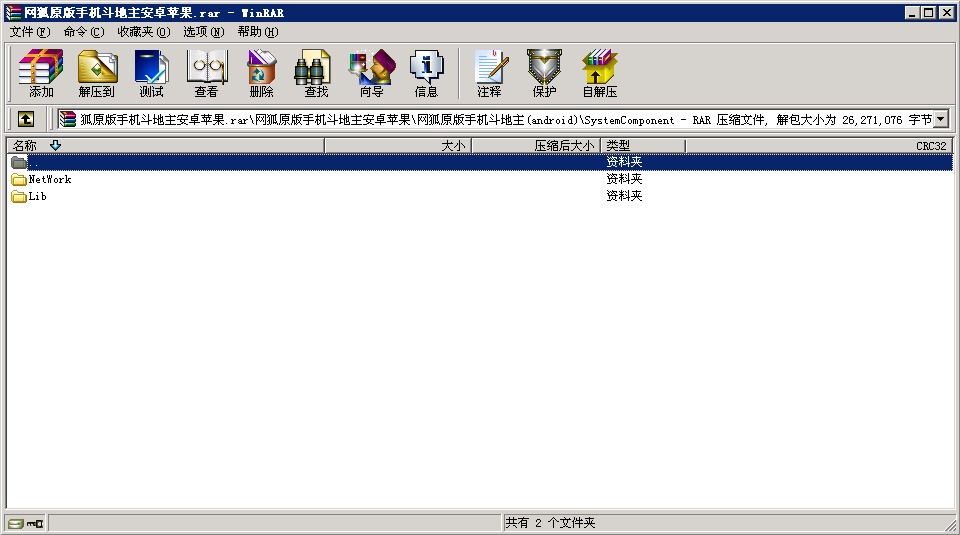 网狐原版手机斗地主安卓苹果.rar - WinRAR
文件(F) 命令(C) 收藏夹(O) 选项(N) 帮助(H)
添加 解压到 测试 查看 删除 查找 向导 信息 注释 保护 自解压
狐原版手机斗地主安卓苹果.rar\网狐原版手机斗地主安卓苹果\网狐原版手机斗地主(android)\SystemComponent - RAR 压缩文件, 解包大小为 26,271,076 字节
名称 大小 压缩后大小 类型 CRC32
.. 资料夹
NetWork 资料夹
Lib 资料夹
共有 2 个文件夹